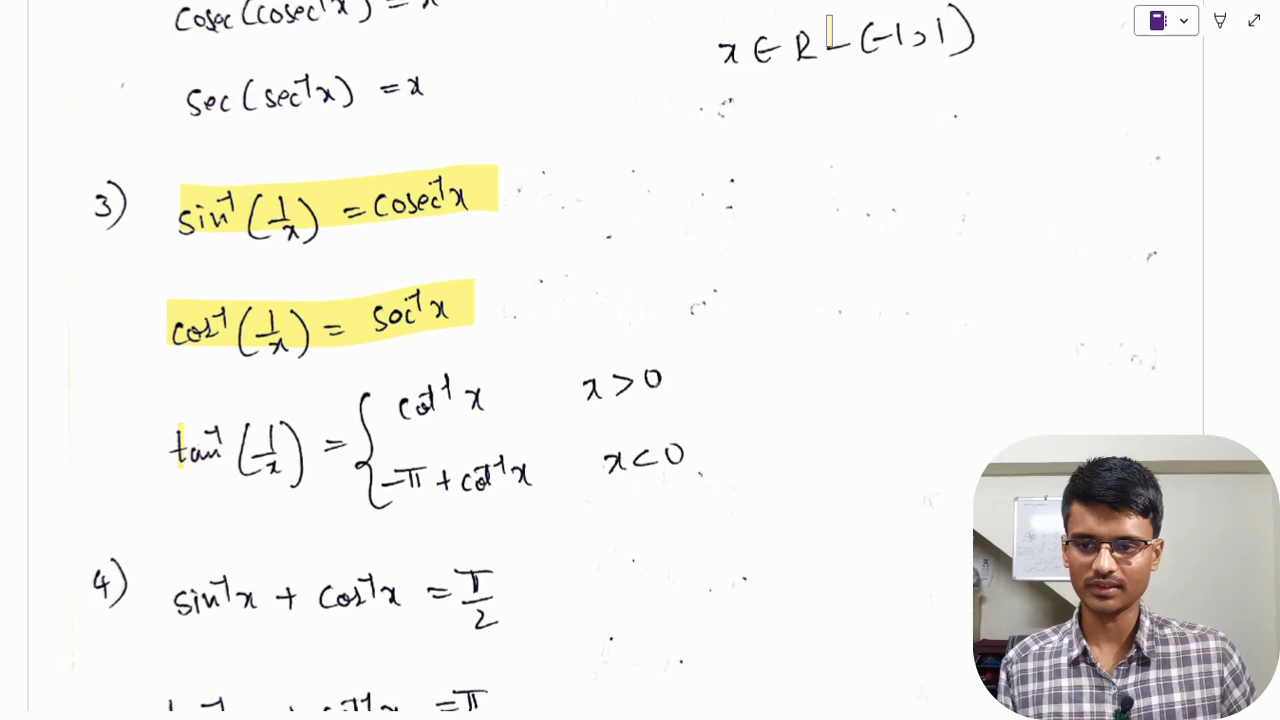 cosec(cosec⁻¹x) = x
x ∈ R - (-1, 1)
sec(sec⁻¹x) = x
3) sin⁻¹(1/x) = cosec⁻¹x
cos⁻¹(1/x) = sec⁻¹x
tan⁻¹(1/x) = { cot⁻¹x x > 0
-π + cot⁻¹x x < 0
4) sin⁻¹x + cos⁻¹x = π/2